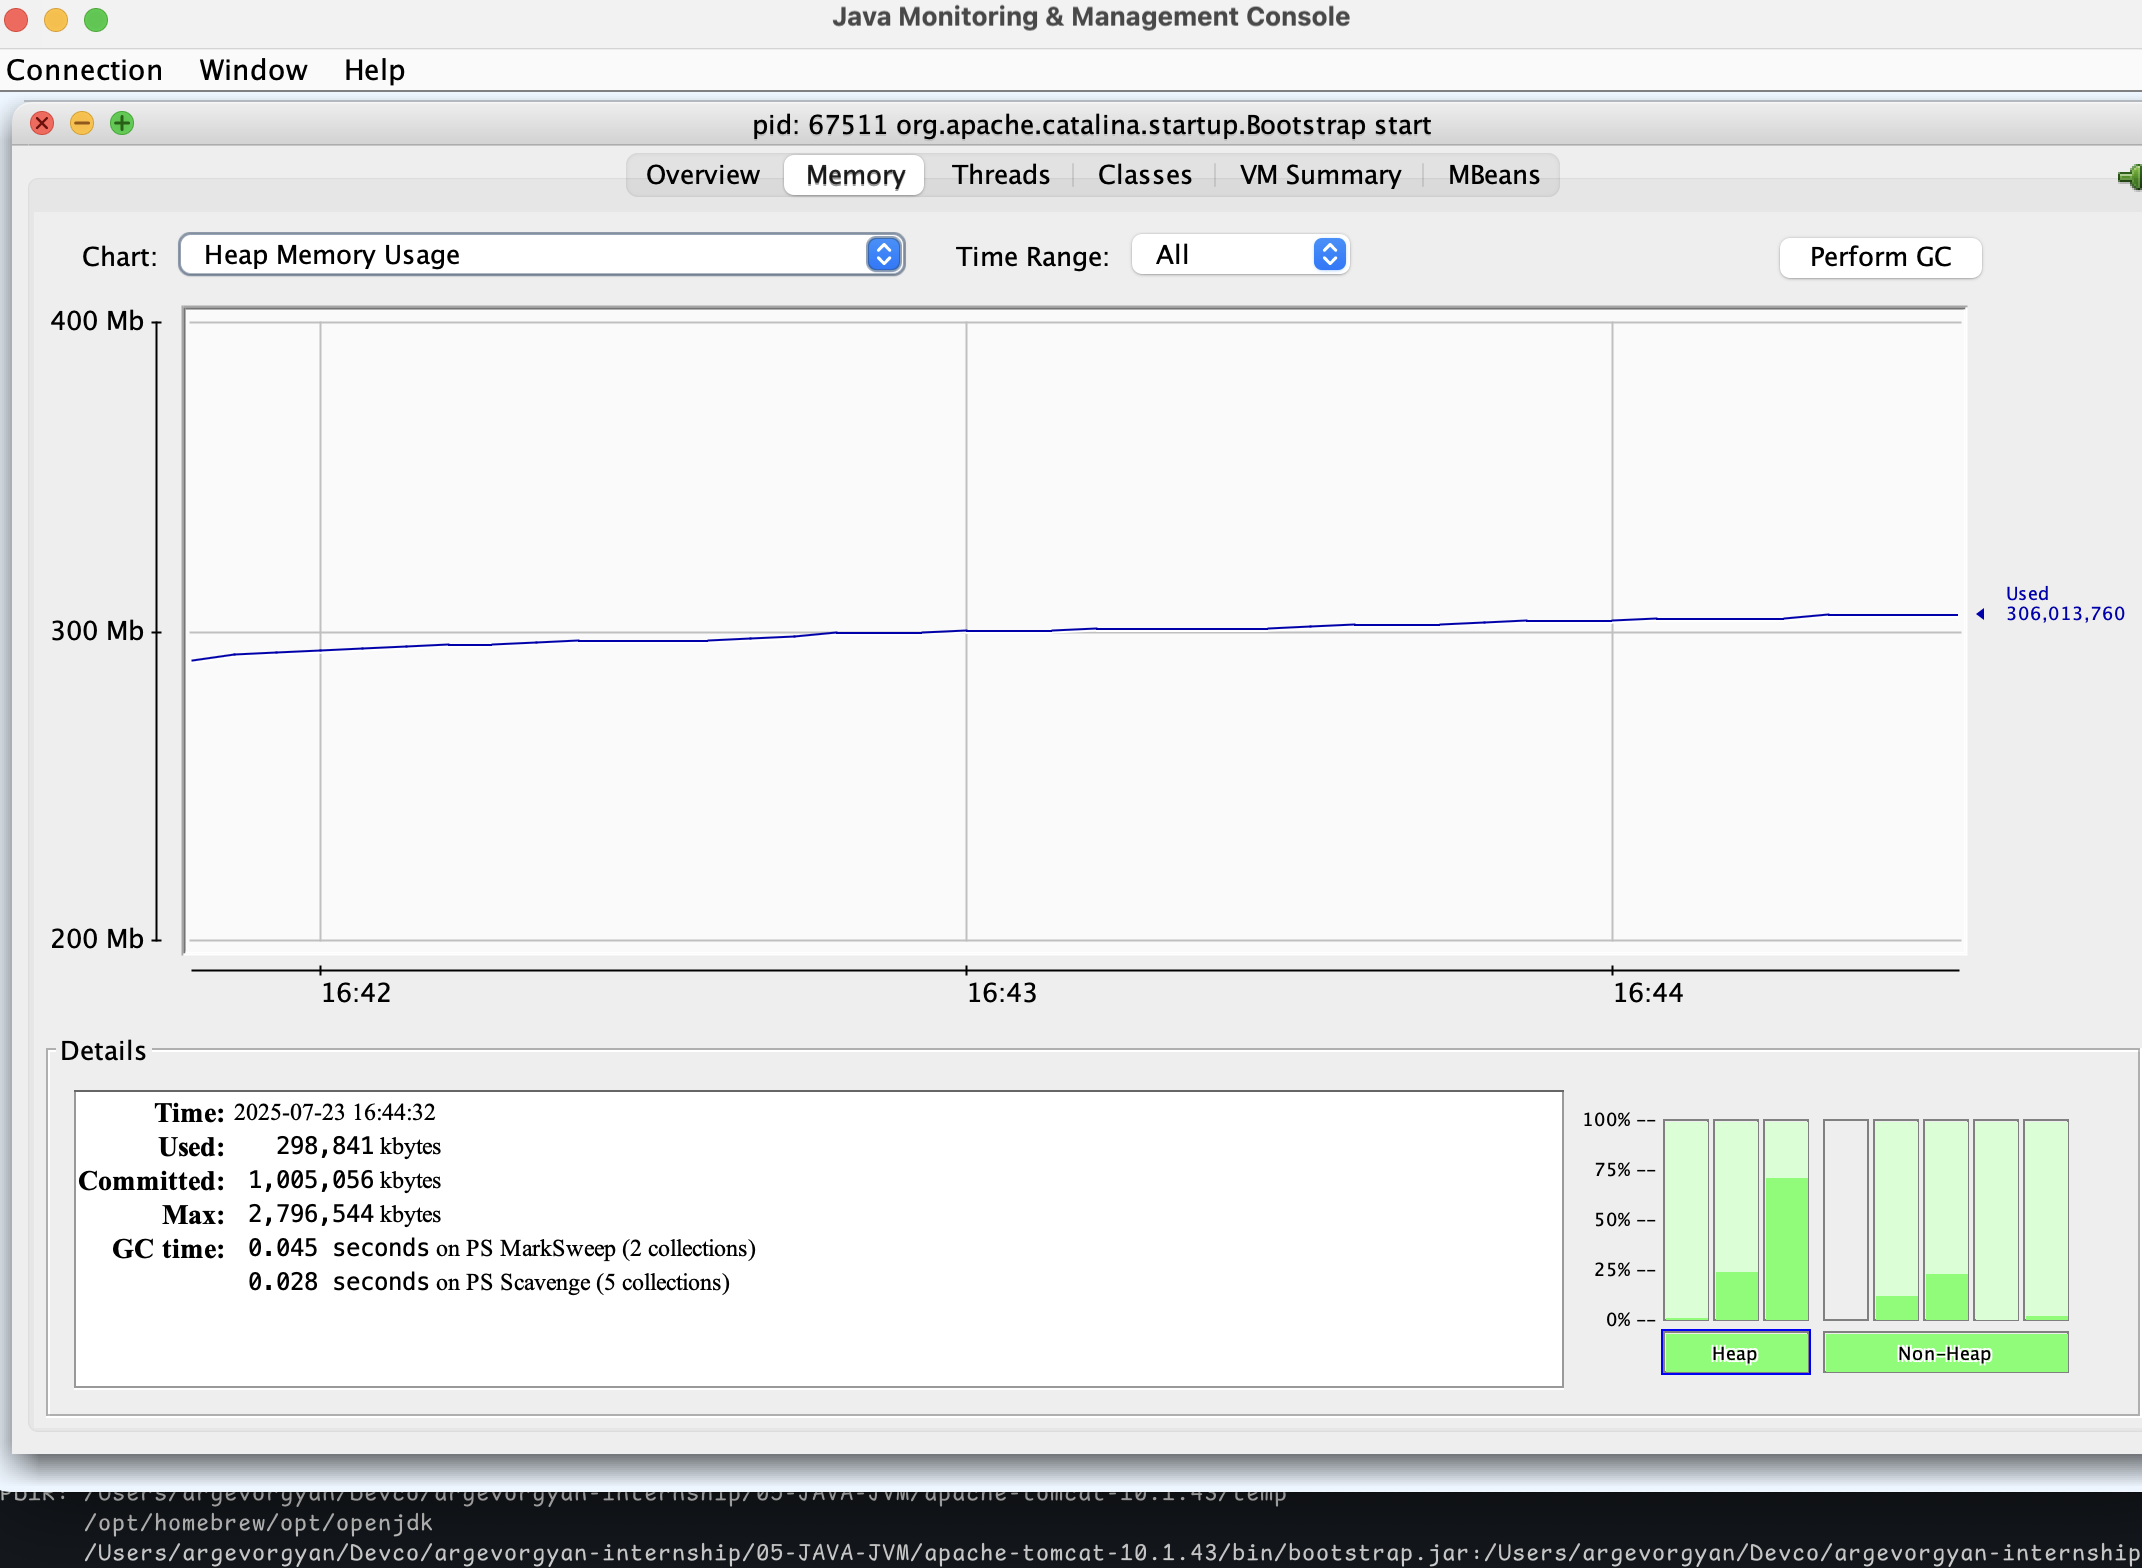 Java Monitoring & Management Console
Connection Window Help
pid: 67511 org.apache.catalina.startup.Bootstrap start
Overview Memory Threads Classes VM Summary MBeans
Chart: Heap Memory Usage Time Range: All Perform GC
400 Mb
300 Mb
200 Mb
Used
306,013,760
16:42 16:43 16:44
Details
Time: 2025-07-23 16:44:32
Used: 298,841 kbytes
Committed: 1,005,056 kbytes
Max: 2,796,544 kbytes
GC time: 0.045 seconds on PS MarkSweep (2 collections)
0.028 seconds on PS Scavenge (5 collections)
100% --
75% --
50% --
25% --
0% --
Heap Non-Heap
/Users/argevorgyan/Devco/argevorgyan-internship/05-JAVA-JVM/apache-tomcat-10.1.43/temp
/opt/homebrew/opt/openjdk
/Users/argevorgyan/Devco/argevorgyan-internship/05-JAVA-JVM/apache-tomcat-10.1.43/bin/bootstrap.jar:/Users/argevorgyan/Devco/argevorgyan-internship